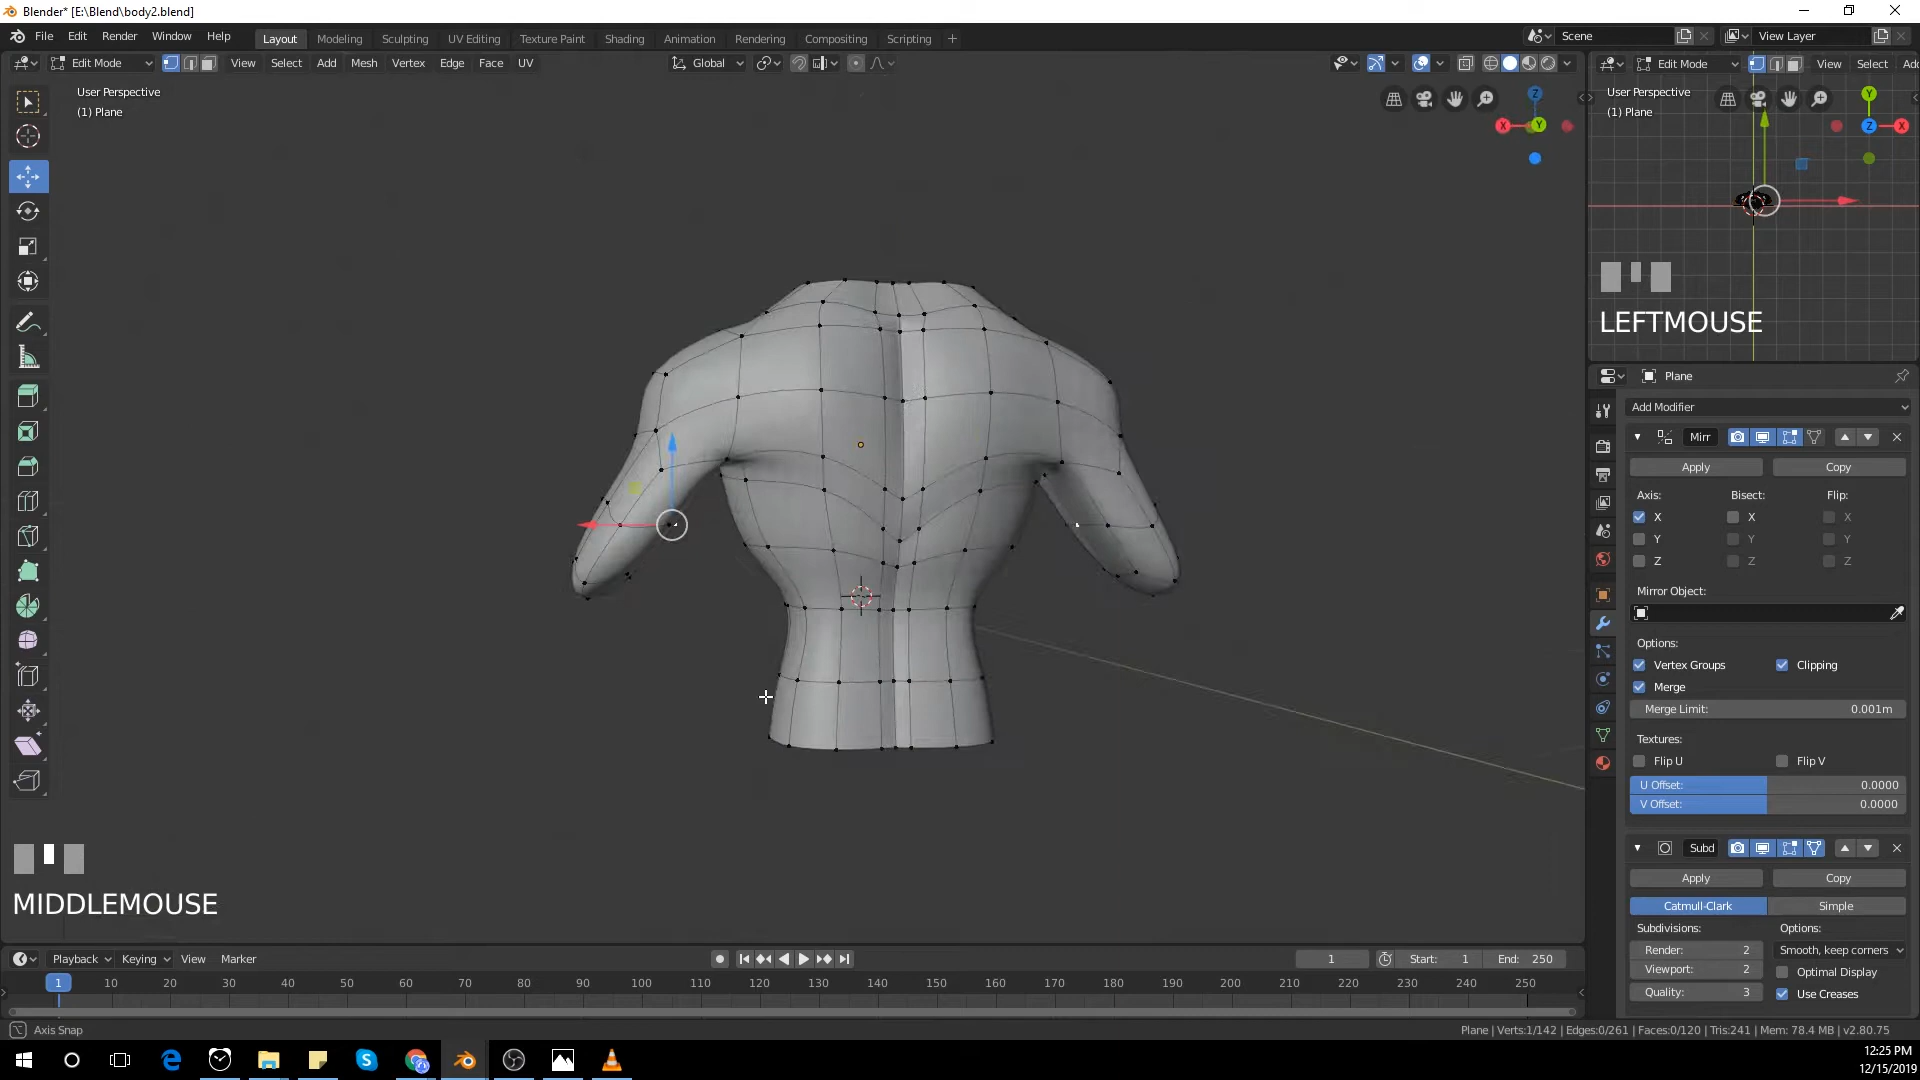 Blender* [E:\Blend\body2.blend]
File Edit Render Window Help
Layout Modeling Sculpting UV Editing Texture Paint Shading Animation Rendering Compositing Scripting +
Scene View Layer
Edit Mode View Select Add Mesh Vertex Edge Face UV Global
Edit Mode View Select Ad
User Perspective
(1) Plane
User Perspective
(1) Plane
X Y Z
Y Z X
LEFTMOUSE
Plane
Add Modifier
Mirr
Apply Copy
Axis: Bisect: Flip:
X X X
Y Y Y
Z Z Z
Mirror Object:
Options:
Vertex Groups Clipping
Merge
Merge Limit: 0.001m
Textures:
Flip U Flip V
U Offset: 0.0000
V Offset: 0.0000
Subd
Apply Copy
Catmull-Clark Simple
Subdivisions: Options:
Render: 2 Smooth, keep corners
Viewport: 2 Optimal Display
Quality: 3 Use Creases
MIDDLEMOUSE
Playback Keying View Marker 1 Start: 1 End: 250
1 10 20 30 40 50 60 70 80 90 100 110 120 130 140 150 160 170 180 190 200 210 220 230 240 250
Axis Snap
Plane | Verts:1/142 | Edges:0/261 | Faces:0/120 | Tris:241 | Mem: 78.4 MB | v2.80.75
12:25 PM
12/15/2019